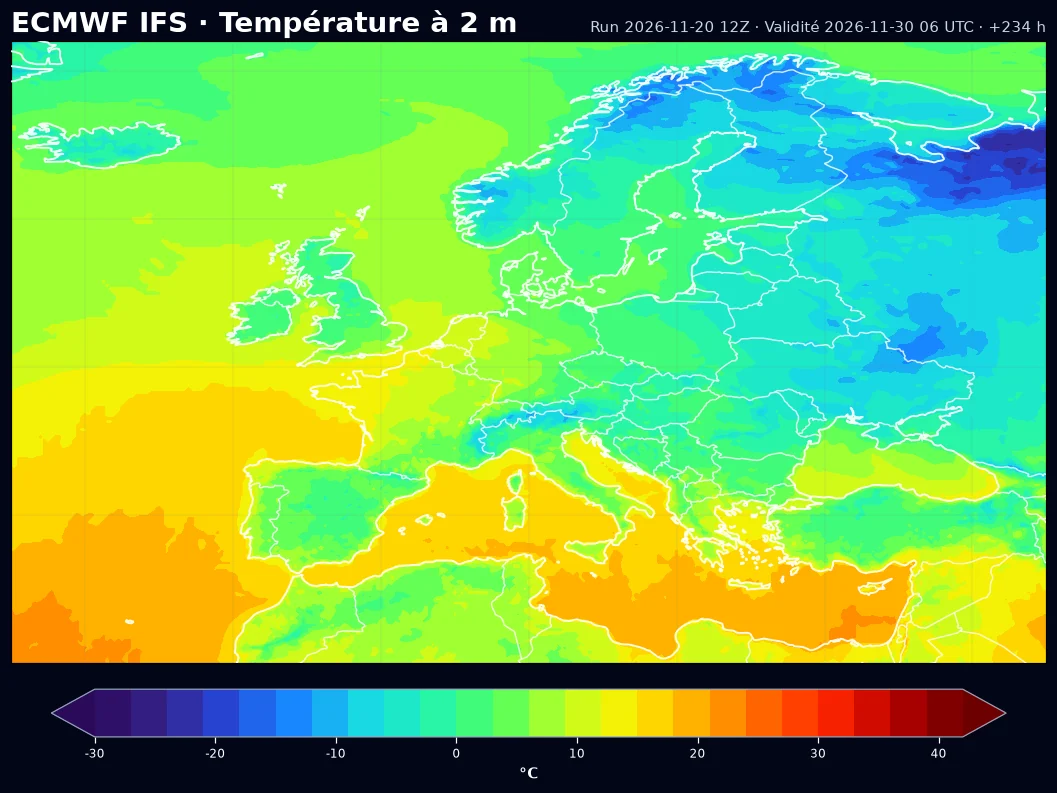 ECMWF IFS · Température à 2 m
Run 2026-11-20 12Z · Validité 2026-11-30 06 UTC · +234 h
-30 -20 -10 0 10 20 30 40
°C